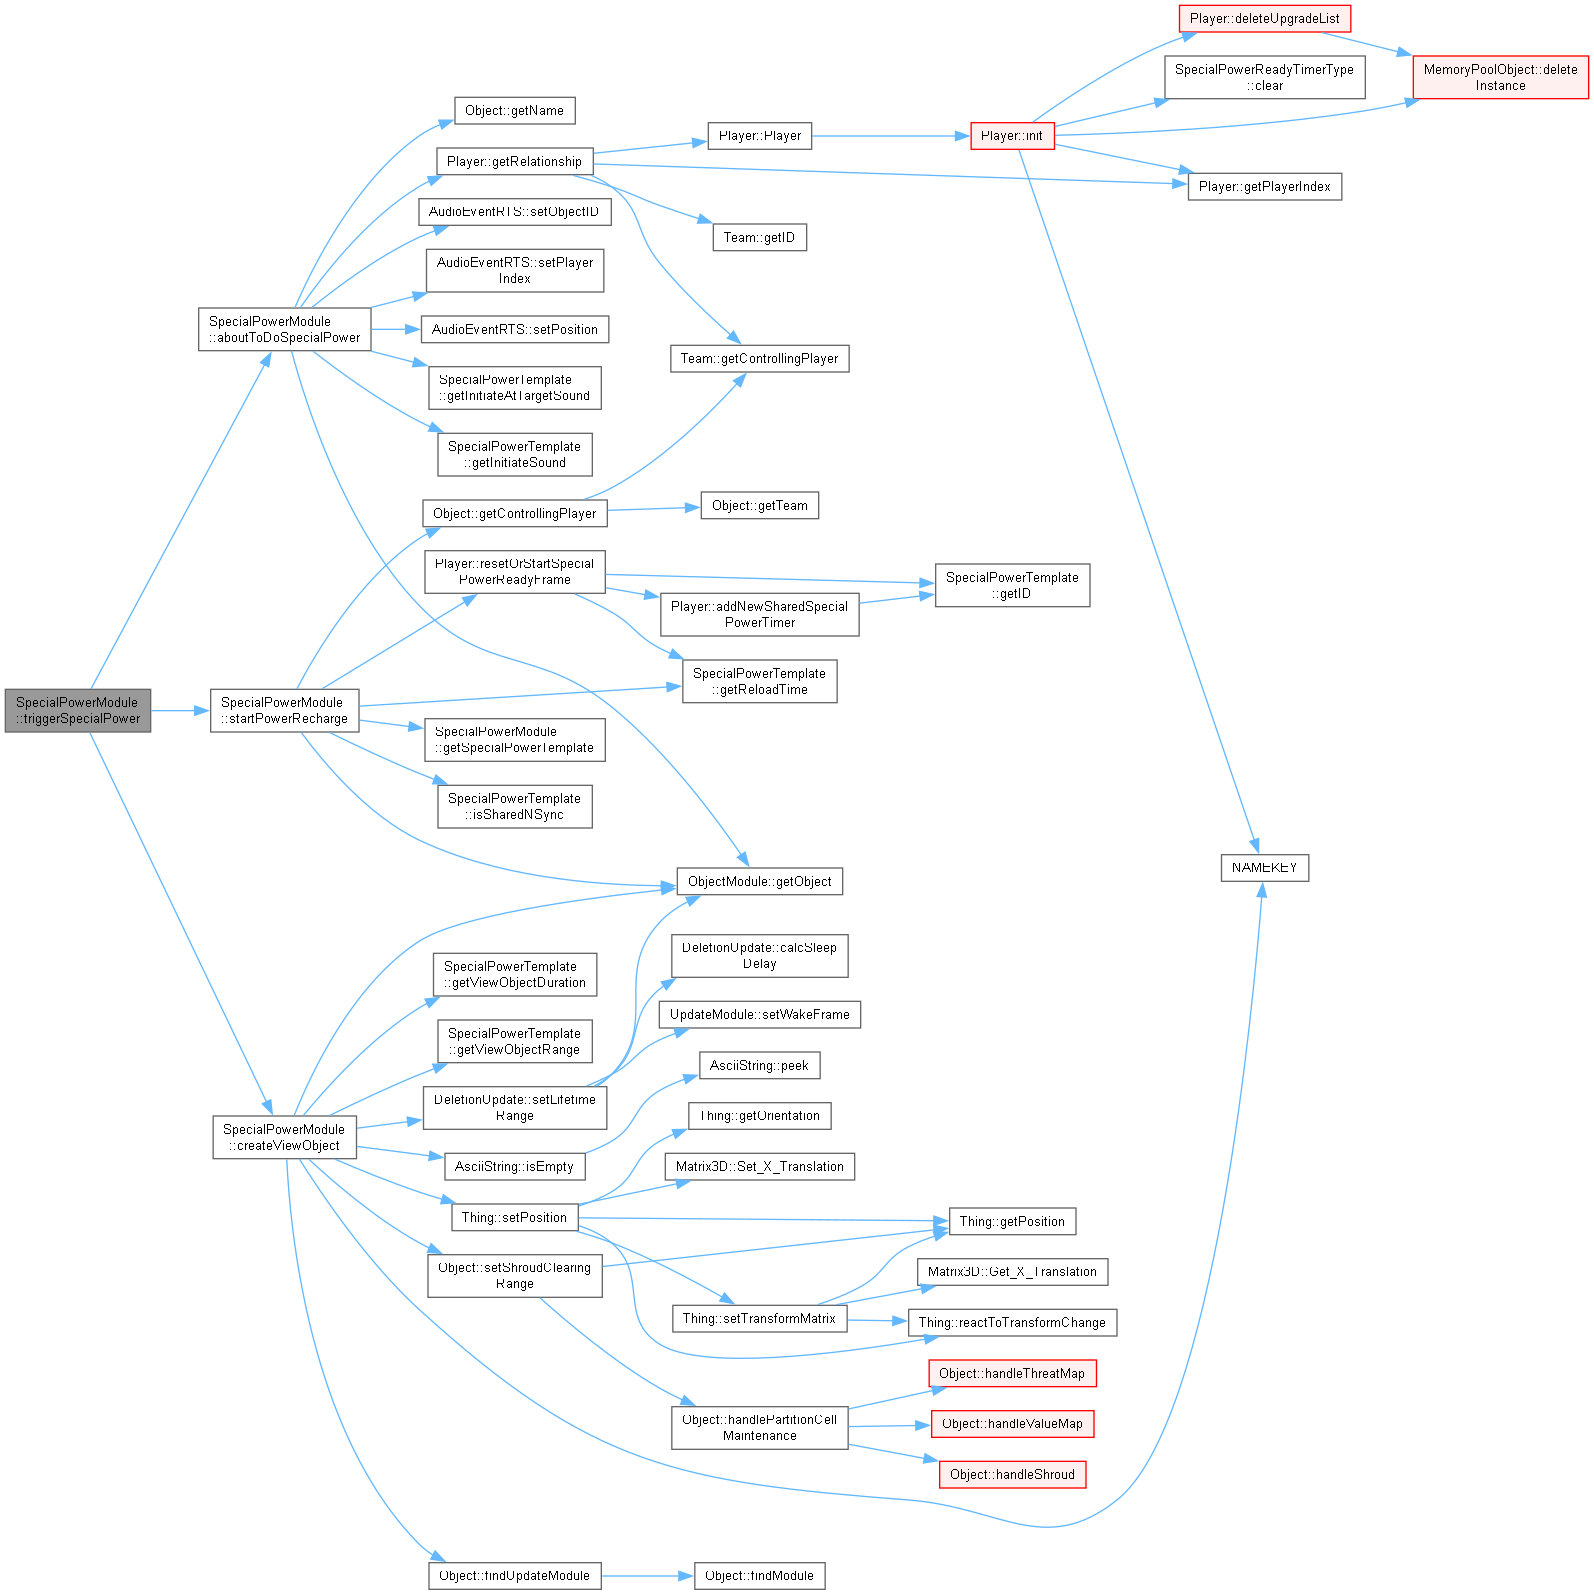 Player::deleteUpgradeList
SpecialPowerReadyTimerType
::clear
MemoryPoolObject::delete
Instance
Object::getName
Player::Player
Player::init
Player::getRelationship
Player::getPlayerIndex
AudioEventRTS::setObjectID
Team::getID
AudioEventRTS::setPlayer
Index
SpecialPowerModule
::aboutToDoSpecialPower
AudioEventRTS::setPosition
Team::getControllingPlayer
SpecialPowerTemplate
::getInitiateAtTargetSound
SpecialPowerTemplate
::getInitiateSound
Object::getControllingPlayer
Object::getTeam
Player::resetOrStartSpecial
PowerReadyFrame
SpecialPowerTemplate
::getID
Player::addNewSharedSpecial
PowerTimer
SpecialPowerTemplate
::getReloadTime
SpecialPowerModule
::triggerSpecialPower
SpecialPowerModule
::startPowerRecharge
SpecialPowerModule
::getSpecialPowerTemplate
SpecialPowerTemplate
::isSharedNSync
NAMEKEY
ObjectModule::getObject
DeletionUpdate::calcSleep
Delay
SpecialPowerTemplate
::getViewObjectDuration
UpdateModule::setWakeFrame
SpecialPowerTemplate
::getViewObjectRange
AsciiString::peek
DeletionUpdate::setLifetime
Range
Thing::getOrientation
SpecialPowerModule
::createViewObject
AsciiString::isEmpty
Matrix3D::Set_X_Translation
Thing::setPosition
Thing::getPosition
Object::setShroudClearing
Range
Matrix3D::Get_X_Translation
Thing::setTransformMatrix
Thing::reactToTransformChange
Object::handleThreatMap
Object::handlePartitionCell
Maintenance
Object::handleValueMap
Object::handleShroud
Object::findUpdateModule
Object::findModule